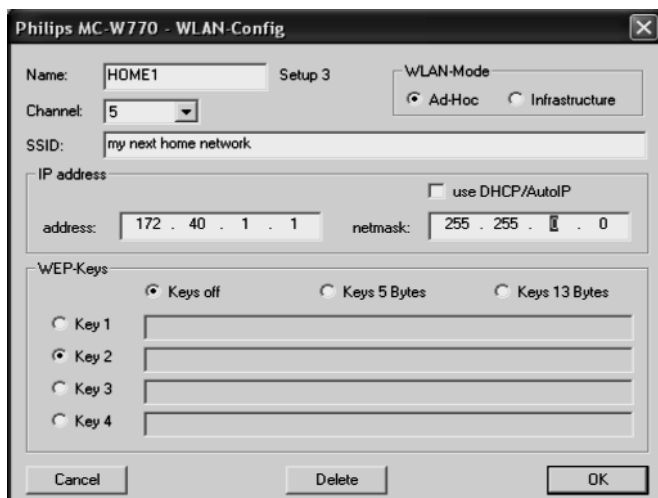 Philips MC-W770 - WLAN-Config
Name: HOME1 Setup 3
WLAN-Mode
Ad-Hoc Infrastructure
Channel: 5
SSID: my next home network
IP address
use DHCP/AutoIP
address: 172 . 40 . 1 . 1 netmask: 255 . 255 . 0 . 0
WEP-Keys
Keys off Keys 5 Bytes Keys 13 Bytes
Key 1
Key 2
Key 3
Key 4
Cancel Delete OK